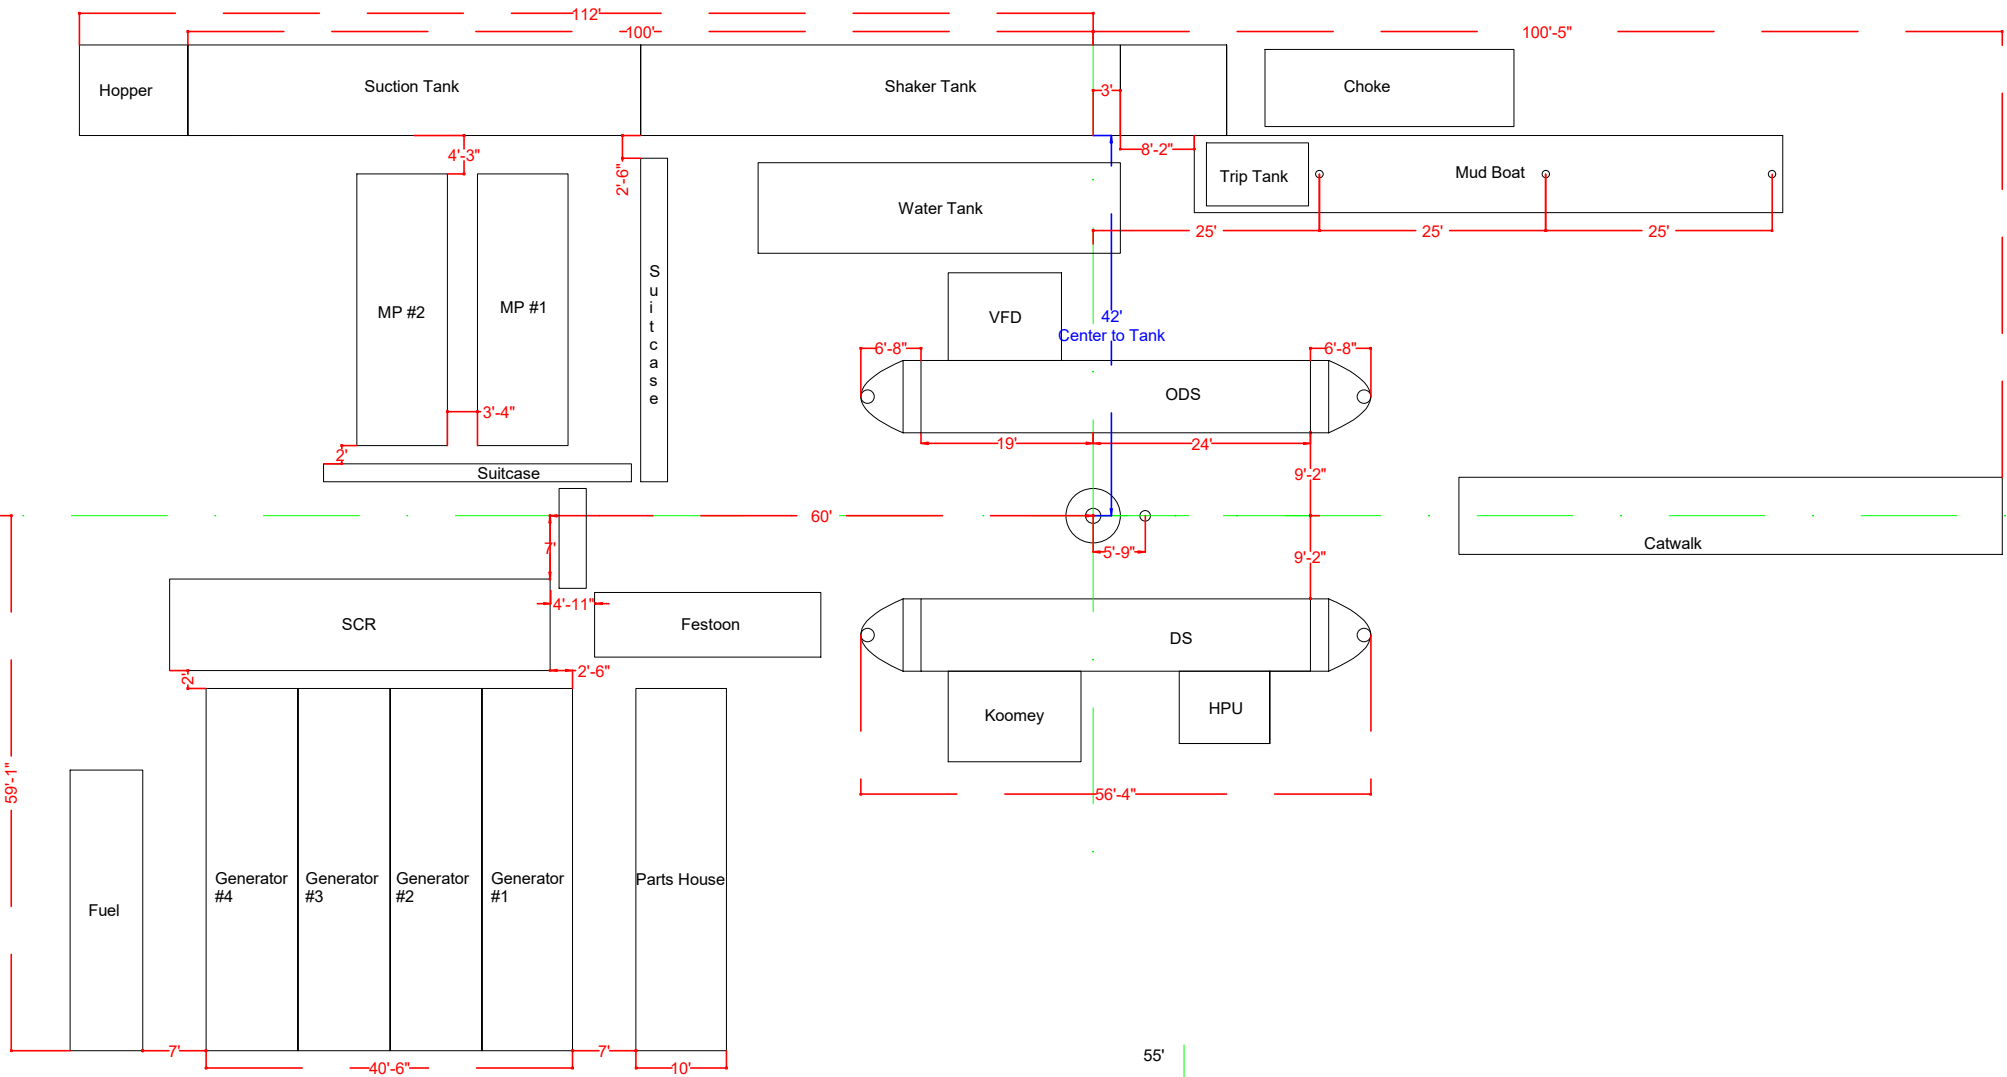 112'
100'
100'-5"
Hopper
Suction Tank
Shaker Tank
3'
Choke
4'-3"
8'-2"
2'-6"
Trip Tank
Mud Boat
Water Tank
25'
25'
25'
Suitcase
MP #2
MP #1
VFD
42'
Center to Tank
6'-8"
6'-8"
ODS
3'-4"
19'
24'
2'
Suitcase
9'-2"
60'
7'
5'-9"
9'-2"
Catwalk
4'-11"
SCR
Festoon
DS
2'-6"
2'
Koomey
HPU
59'-1"
56'-4"
Generator
#4
Generator
#3
Generator
#2
Generator
#1
Parts House
Fuel
7'
7'
40'-6"
10'
55'